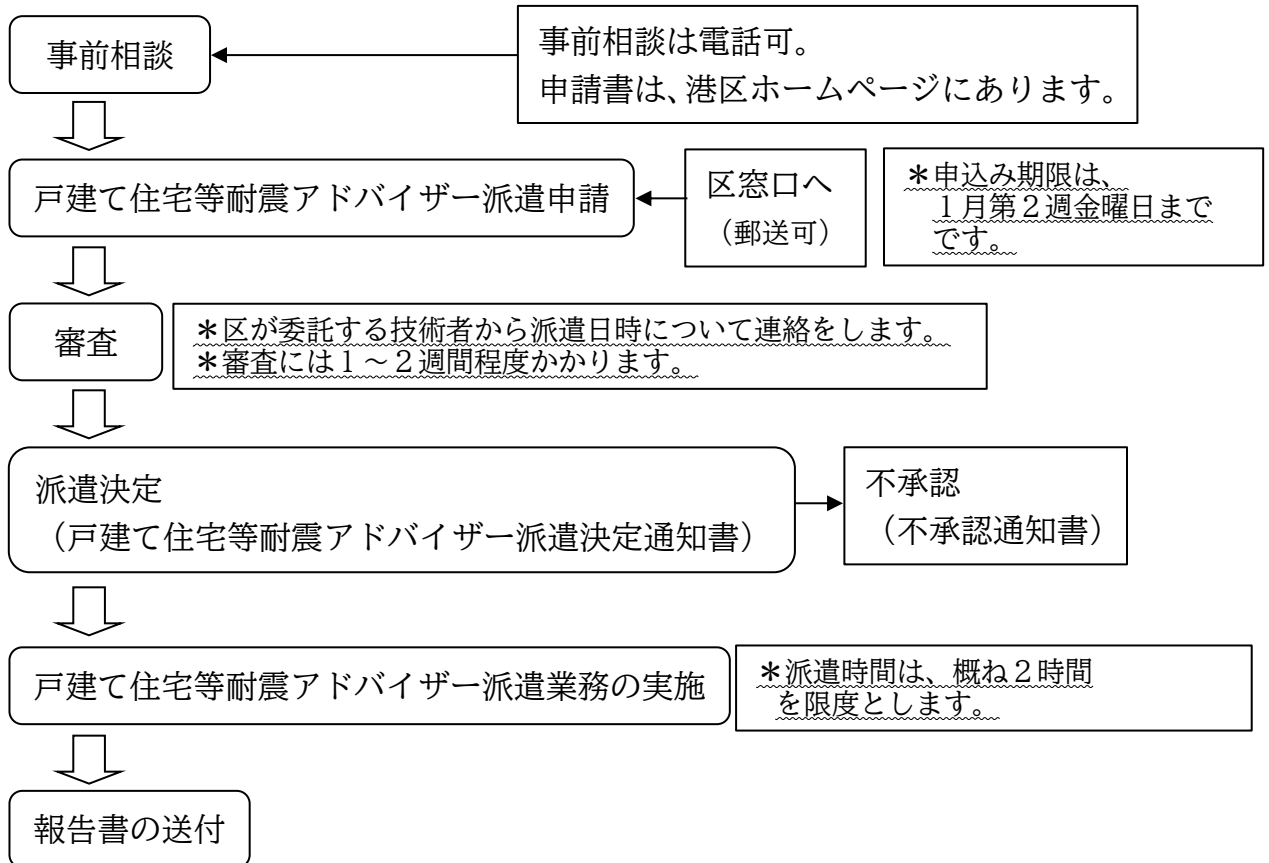 事前相談
事前相談は電話可。
申請書は、港区ホームページにあります。
戸建て住宅等耐震アドバイザー派遣申請
区窓口へ
（郵送可）
＊申込み期限は、
１月第２週金曜日まで
です。
審査
＊区が委託する技術者から派遣日時について連絡をします。
＊審査には１～２週間程度かかります。
派遣決定
（戸建て住宅等耐震アドバイザー派遣決定通知書）
不承認
（不承認通知書）
戸建て住宅等耐震アドバイザー派遣業務の実施
＊派遣時間は、概ね２時間
を限度とします。
報告書の送付